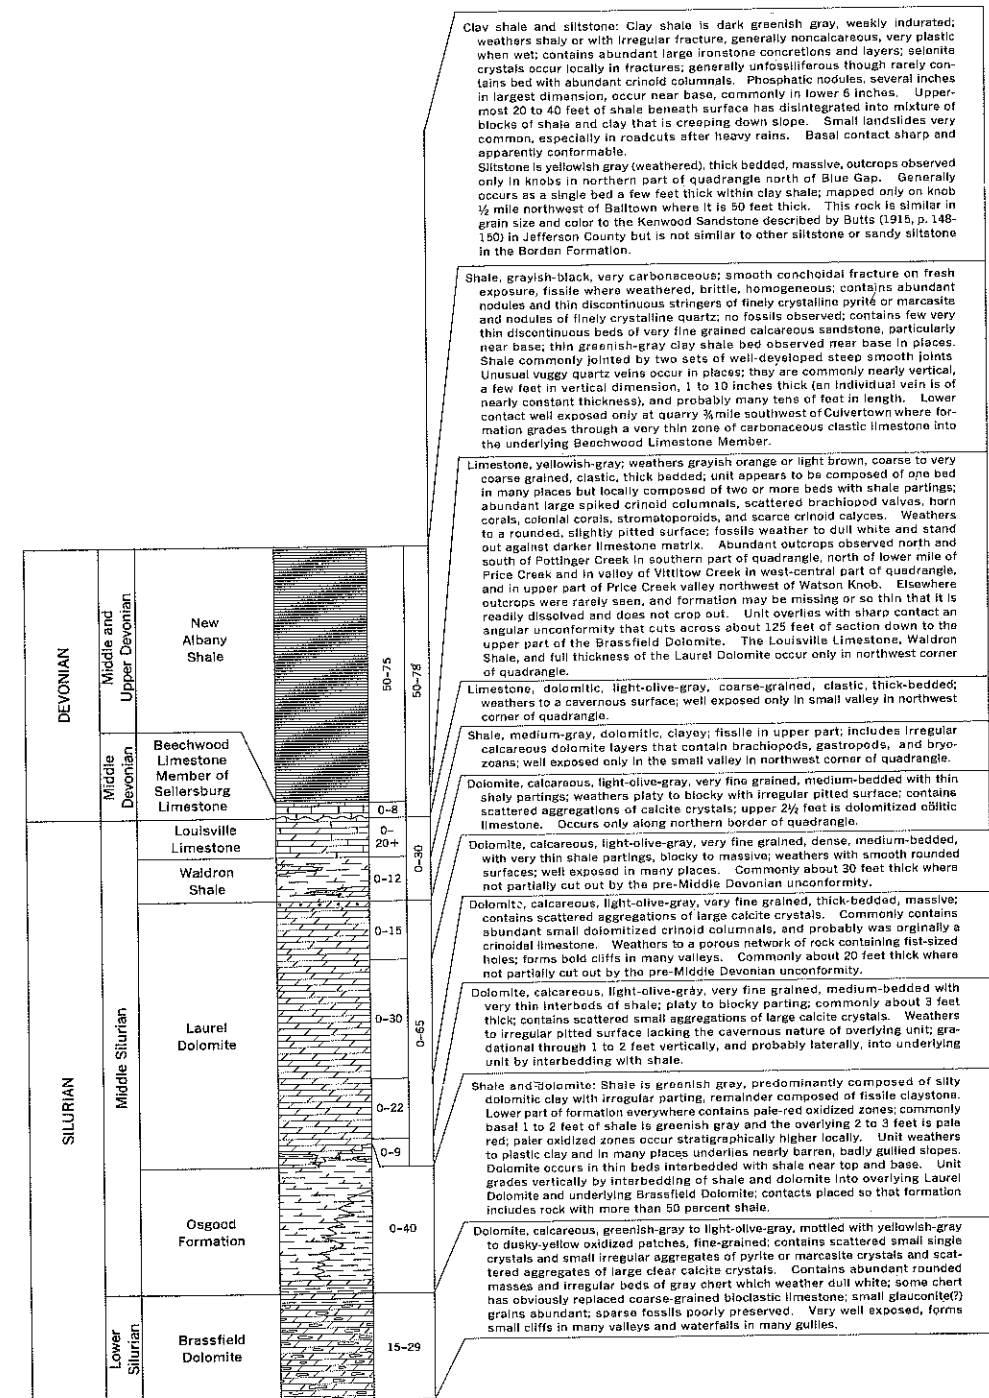 Clay shale and siltstone: Clay shale is dark greenish gray, weakly indurated;
weathers shaly or with irregular fracture, generally noncalcareous, very plastic
when wet; contains abundant large ironstone concretions and layers; selenite
crystals occur locally in fractures; generally unfossiliferous though rarely con-
tains bed with abundant crinoid columnals. Phosphatic nodules, several inches
in largest dimension, occur near base, commonly in lower 6 inches. Upper-
most 20 to 40 feet of shale beneath surface has disintegrated into mixture of
blocks of shale and clay that is creeping down slope. Small landslides very
common, especially in roadcuts after heavy rains. Basal contact sharp and
apparently conformable.
Siltstone is yellowish gray (weathered), thick bedded, massive, outcrops observed
only in knobs in northern part of quadrangle north of Blue Gap. Generally
occurs as a single bed a few feet thick within clay shale; mapped only on knob
½ mile northwest of Balltown where it is 50 feet thick. This rock is similar in
grain size and color to the Kenwood Sandstone described by Butts (1915, p. 148-
150) in Jefferson County but is not similar to other siltstone or sandy siltstone
in the Borden Formation.
Shale, grayish-black, very carbonaceous; smooth conchoidal fracture on fresh
exposure, fissile where weathered, brittle, homogeneous; contains abundant
nodules and thin discontinuous stringers of finely crystalline pyrite or marcasite
and nodules of finely crystalline quartz; no fossils observed; contains few very
thin discontinuous beds of very fine grained calcareous sandstone, particularly
near base; thin greenish-gray clay shale bed observed near base in places.
Shale commonly jointed by two sets of well-developed steep smooth joints
Unusual vuggy quartz veins occur in places; they are commonly nearly vertical,
a few feet in vertical dimension, 1 to 10 inches thick (an individual vein is of
nearly constant thickness), and probably many tens of feet in length. Lower
contact well exposed only at quarry ¾ mile southwest of Culvertown where for-
mation grades through a very thin zone of carbonaceous clastic limestone into
the underlying Beechwood Limestone Member.
Limestone, yellowish-gray; weathers grayish orange or light brown, coarse to very
coarse grained, clastic, thick bedded; unit appears to be composed of one bed
in many places but locally composed of two or more beds with shale partings;
abundant large spiked crinoid columnals, scattered brachiopod valves, horn
corals, colonial corals, stromatoporoids, and scarce crinoid calyces. Weathers
to a rounded, slightly pitted surface; fossils weather to dull white and stand
out against darker limestone matrix. Abundant outcrops observed north and
south of Pottinger Creek in southern part of quadrangle, north of lower mile of
Price Creek and in valley of Vittitow Creek in west-central part of quadrangle,
and in upper part of Price Creek valley northwest of Watson Knob. Elsewhere
outcrops were rarely seen, and formation may be missing or so thin that it is
readily dissolved and does not crop out. Unit overlies with sharp contact an
angular unconformity that cuts across about 125 feet of section down to the
upper part of the Brassfield Dolomite. The Louisville Limestone, Waldron
Shale, and full thickness of the Laurel Dolomite occur only in northwest corner
of quadrangle.
Limestone, dolomitic, light-olive-gray, coarse-grained, clastic, thick-bedded;
weathers to a cavernous surface; well exposed only in small valley in northwest
corner of quadrangle.
Shale, medium-gray, dolomitic, clayey; fissile in upper part; includes irregular
calcareous dolomite layers that contain brachiopods, gastropods, and bryo-
zoans; well exposed only in the small valley in northwest corner of quadrangle.
Dolomite, calcareous, light-olive-gray, very fine grained, medium-bedded with thin
shaly partings; weathers platy to blocky with irregular pitted surface; contains
scattered aggregations of calcite crystals; upper 2½ feet is dolomitized oölitic
limestone. Occurs only along northern border of quadrangle.
Dolomite, calcareous, light-olive-gray, very fine grained, dense, medium-bedded,
with very thin shale partings, blocky to massive; weathers with smooth rounded
surfaces; well exposed in many places. Commonly about 30 feet thick where
not partially cut out by the pre-Middle Devonian unconformity.
Dolomite, calcareous, light-olive-gray, very fine grained, thick-bedded, massive;
contains scattered aggregations of large calcite crystals. Commonly contains
abundant small dolomitized crinoid columnals, and probably was orginally a
crinoidal limestone. Weathers to a porous network of rock containing fist-sized
holes; forms bold cliffs in many valleys. Commonly about 20 feet thick where
not partially cut out by the pre-Middle Devonian unconformity.
Dolomite, calcareous, light-olive-gray, very fine grained, medium-bedded with
very thin interbeds of shale; platy to blocky parting; commonly about 3 feet
thick; contains scattered small aggregations of large calcite crystals. Weathers
to irregular pitted surface lacking the cavernous nature of overlying unit; gra-
dational through 1 to 2 feet vertically, and probably laterally, into underlying
unit by interbedding with shale.
Shale and dolomite: Shale is greenish gray, predominantly composed of silty
dolomitic clay with irregular parting, remainder composed of fissile claystone.
Lower part of formation everywhere contains pale-red oxidized zones; commonly
basal 1 to 2 feet of shale is greenish gray and the overlying 2 to 3 feet is pale
red; paler oxidized zones occur stratigraphically higher locally. Unit weathers
to plastic clay and in many places underlies nearly barren, badly gullied slopes.
Dolomite occurs in thin beds interbedded with shale near top and base. Unit
grades vertically by interbedding of shale and dolomite into overlying Laurel
Dolomite and underlying Brassfield Dolomite; contacts placed so that formation
includes rock with more than 50 percent shale.
Dolomite, calcareous, greenish-gray to light-olive-gray, mottled with yellowish-gray
to dusky-yellow oxidized patches, fine-grained; contains scattered small single
crystals and small irregular aggregates of pyrite or marcasite crystals and scat-
tered aggregates of large clear calcite crystals. Contains abundant rounded
masses and irregular beds of gray chert which weather dull white; some chert
has obviously replaced coarse-grained bioclastic limestone; small glauconite(?)
grains abundant; sparse fossils poorly preserved. Very well exposed, forms
small cliffs in many valleys and waterfalls in many gullies.
DEVONIAN
Middle and
Upper Devonian
New
Albany
Shale
50-75
50-78
Middle
Devonian
Beechwood
Limestone
Member of
Sellersburg
Limestone
0-8
SILURIAN
Middle Silurian
Louisville
Limestone
0-
20+
0-30
Waldron
Shale
0-12
Laurel
Dolomite
0-15
0-30
0-65
0-22
0-9
Osgood
Formation
0-40
Lower
Silurian
Brassfield
Dolomite
15-29